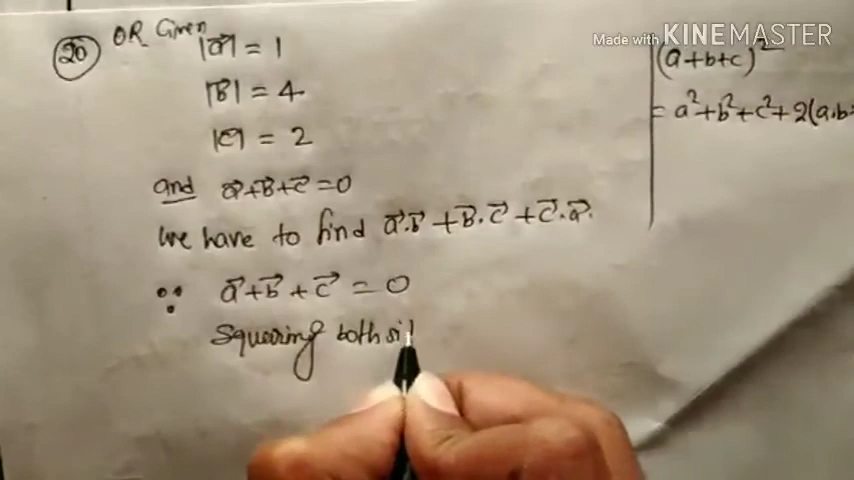 Made with KINEMASTER
20 OR Given
|a⃗| = 1
|b⃗| = 4
|c⃗| = 2
and a⃗+b⃗+c⃗=0
we have to find a⃗.b⃗ + b⃗.c⃗ + c⃗.a⃗.
∵ a⃗+b⃗+c⃗ = 0
Squaring both si
(a+b+c)²
= a²+b²+c²+2(a.b+